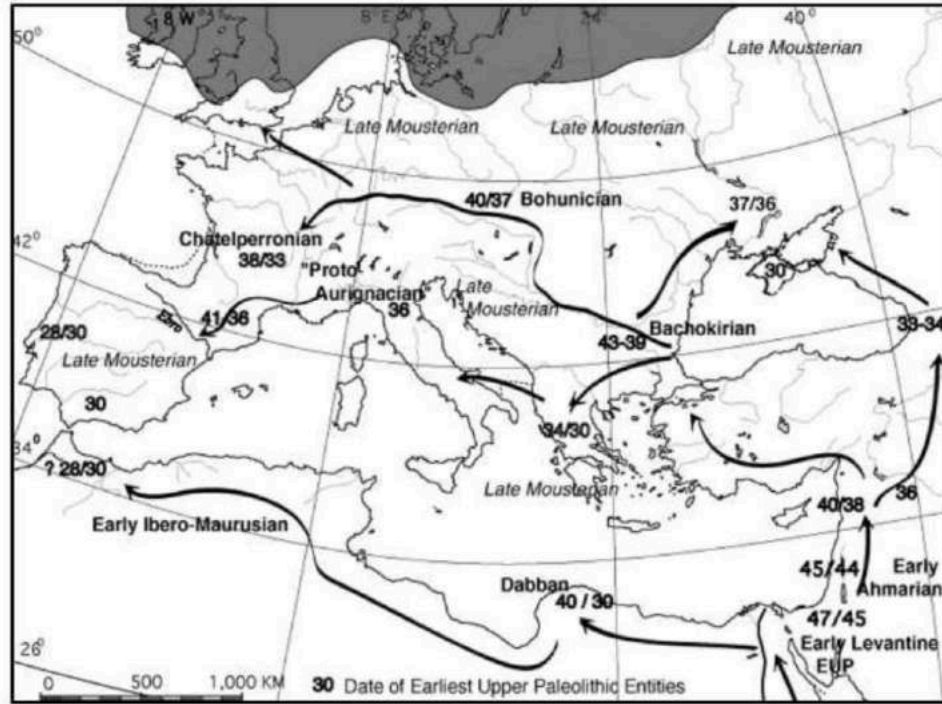 18 W
8° E
24°
40°
50°
Late Mousterian
Late Mousterian
Late Mousterian
40/37 Bohunician
37/36
Châtelperronian
38/33
42°
"Proto
Aurignacian
36
Late
Mousterian
30
41/36
Ebro
Bachokirian
43-39
33-34
28/30
Late Mousterian
30
34/30
34°
? 28/30
Late Mousterian
40/38
36
Early Ibero-Maurusian
45/44
Early
Ahmarian
Dabban
40 / 30
47/45
Early Levantine
EUP
26°
0 500 1,000 KM
30 Date of Earliest Upper Paleolithic Entities